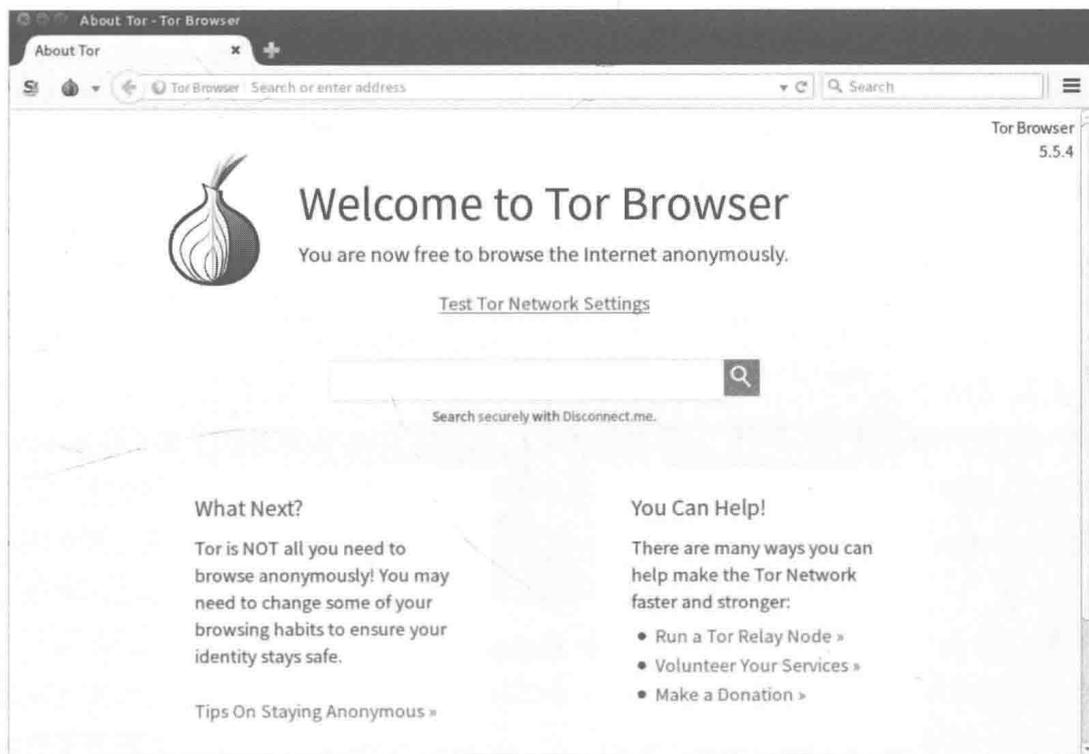 About Tor - Tor Browser
About Tor
S
Tor Browser Search or enter address
Search
Tor Browser
5.5.4
Welcome to Tor Browser
You are now free to browse the Internet anonymously.
Test Tor Network Settings
Search securely with Disconnect.me.
What Next?
Tor is NOT all you need to
browse anonymously! You may
need to change some of your
browsing habits to ensure your
identity stays safe.
Tips On Staying Anonymous »
You Can Help!
There are many ways you can
help make the Tor Network
faster and stronger:
• Run a Tor Relay Node »
• Volunteer Your Services »
• Make a Donation »